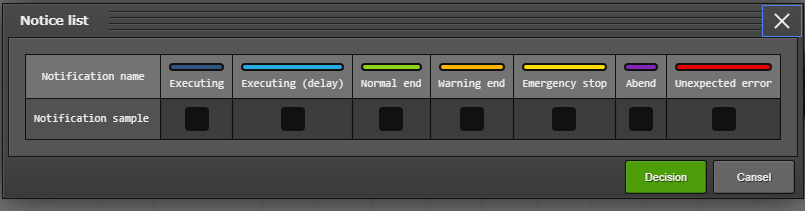 Notice list
Notification name Executing Executing (delay) Normal end Warning end Emergency stop Abend Unexpected error
Notification sample
Decision Cansel